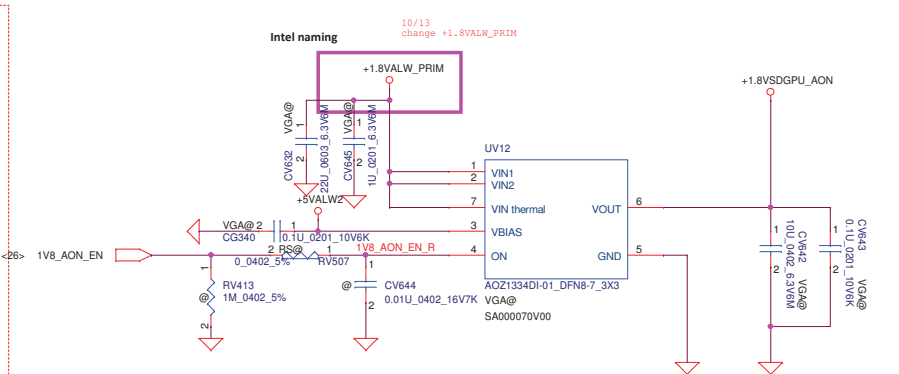 10/13
change +1.8VALW_PRIM
Intel naming
+1.8VALW_PRIM
+1.8VSDGPU_AON
VGA@
1
2
CV632
22U_0603_6.3V6M
VGA@
1
2
CV645
1U_0201_6.3V6M
UV12
1
VIN1
2
VIN2
7
VIN thermal
VOUT
6
+5VALW2
3
VBIAS
VGA@ 2
1
CG340
0.1U_0201_10V6K
<26>
1V8_AON_EN
2
RS@
1
1V8_AON_EN_R
4
ON
GND
5
0_0402_5%
RV507
AOZ1334DI-01_DFN8-7_3X3
VGA@
SA000070V00
1
RV413
@
1M_0402_5%
2
1
CV644
@
0.01U_0402_16V7K
2
1
CV642
10U_0402_6.3V6M
VGA@
2
1
CV643
0.1U_0201_10V6K
VGA@
2